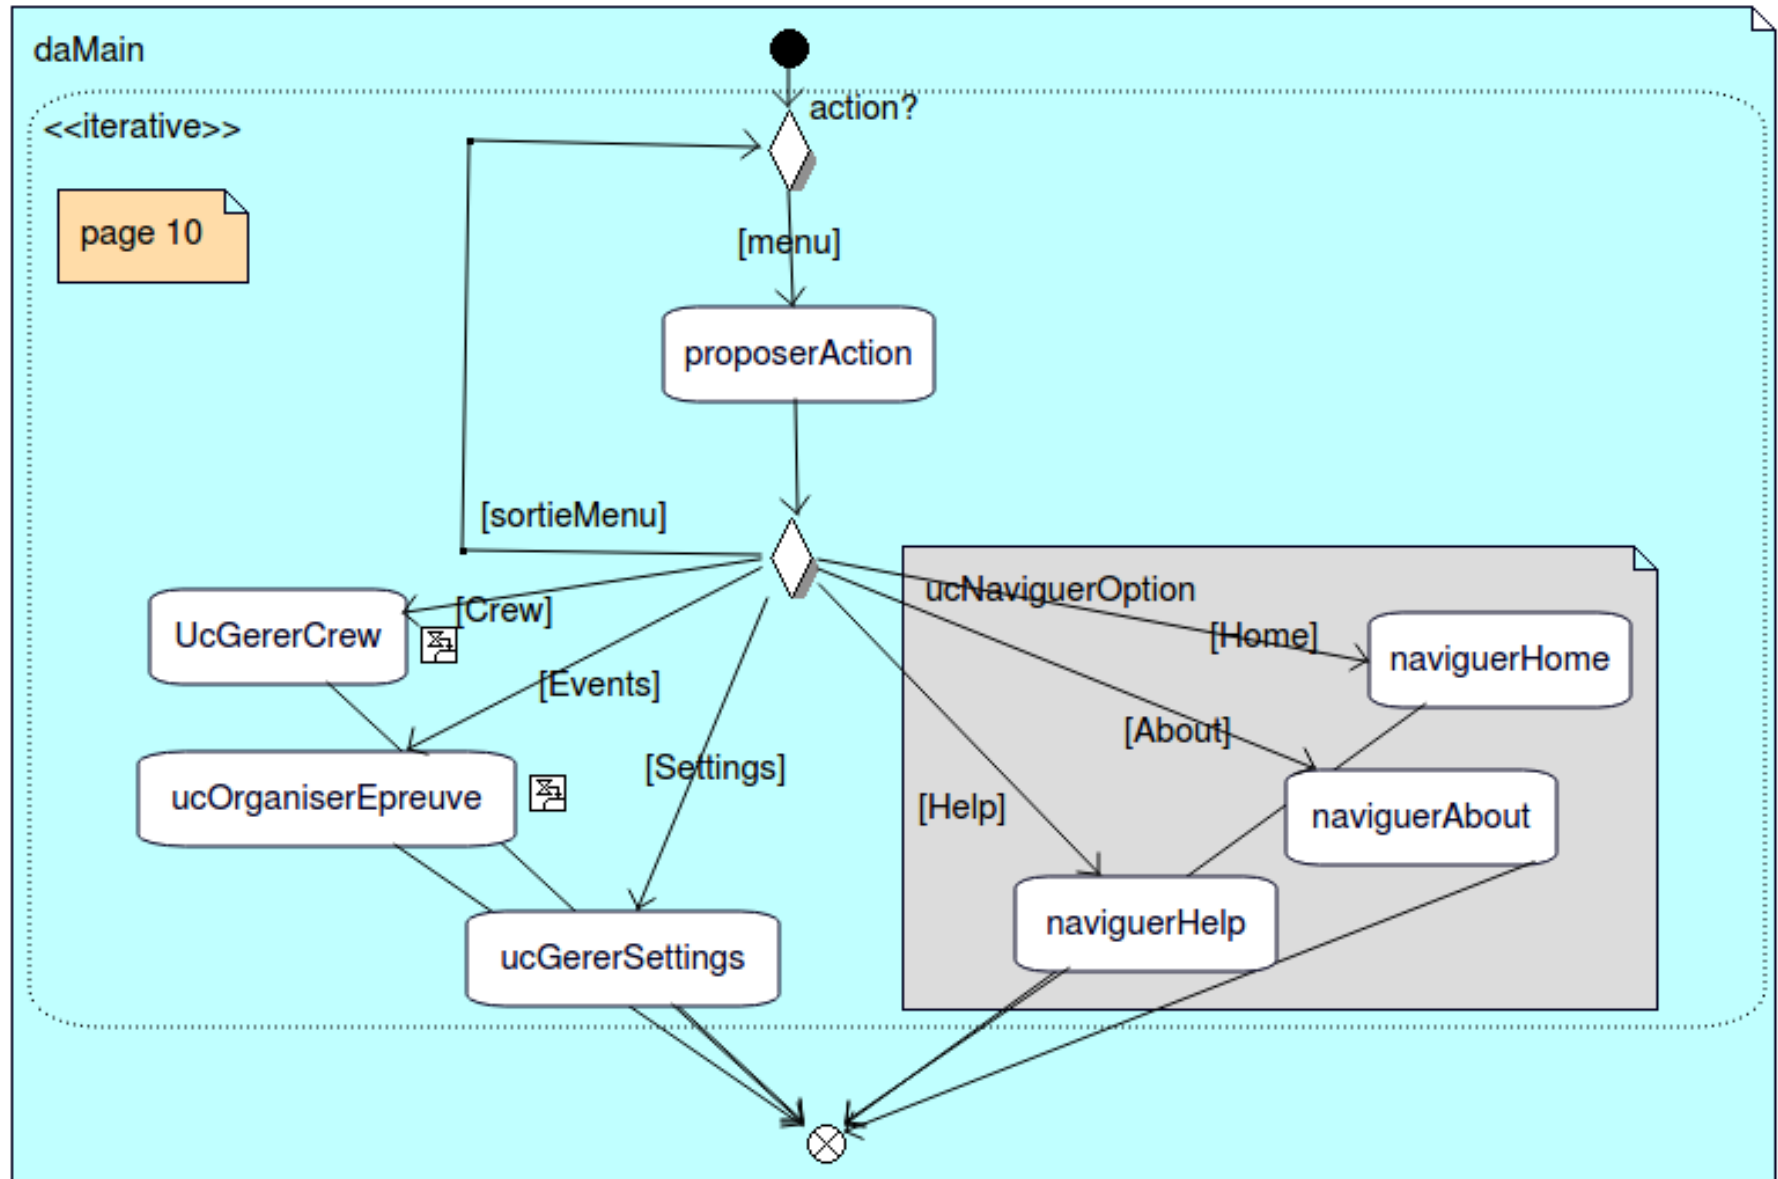 daMain
action?
<<iterative>>
page 10
[menu]
proposerAction
[sortieMenu]
ucNaviguerOption
[Crew]
UcGererCrew
[Home]
naviguerHome
[Events]
[About]
[Settings]
ucOrganiserEpreuve
[Help]
naviguerAbout
naviguerHelp
ucGererSettings